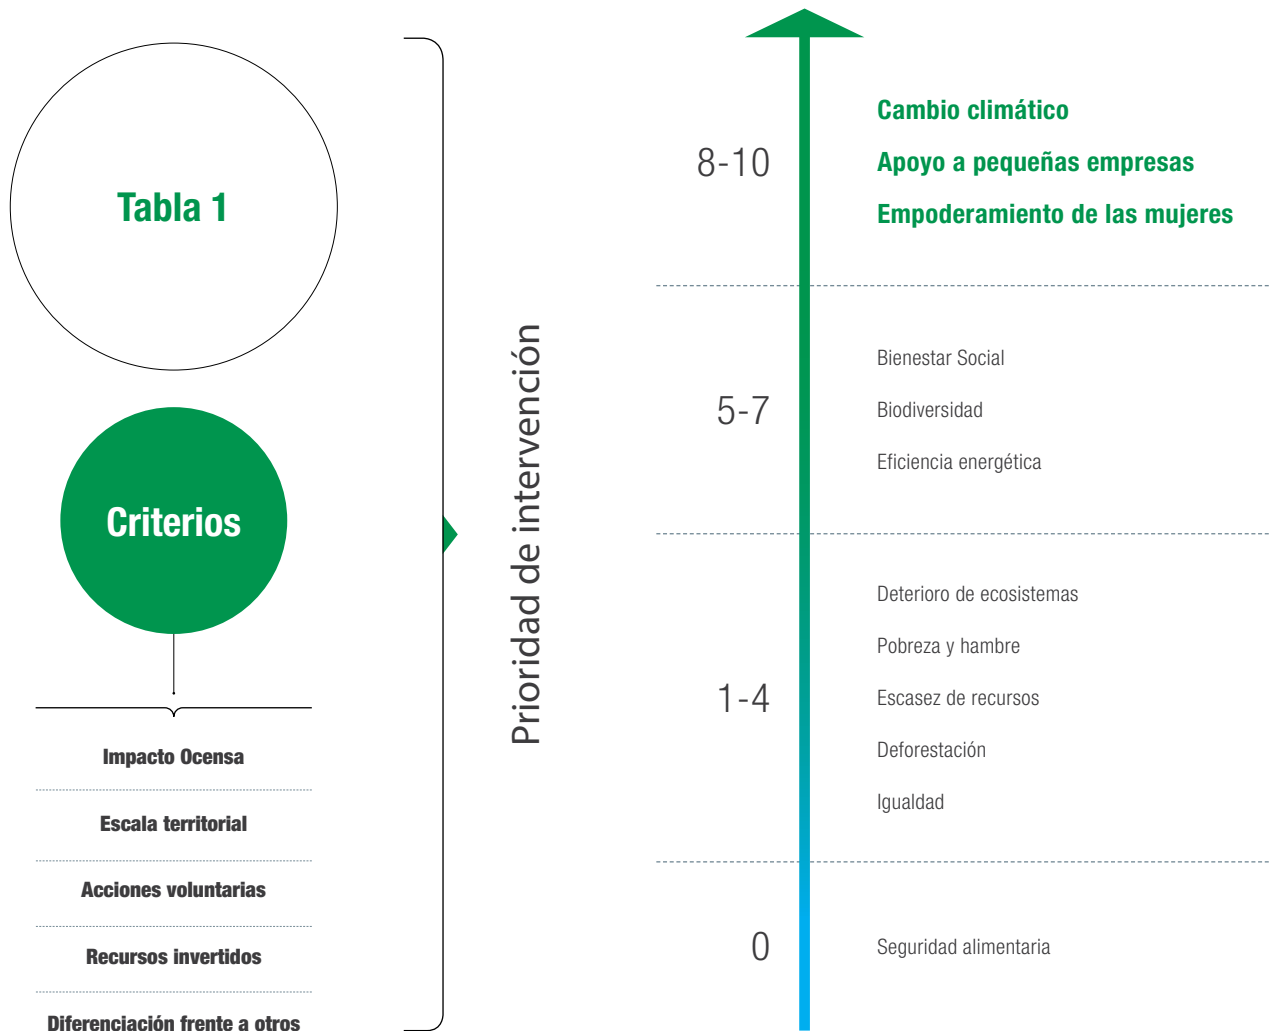 Tabla 1
Criterios
Impacto Ocensa
Escala territorial
Acciones voluntarias
Recursos invertidos
Diferenciación frente a otros
Prioridad de intervención
8-10
Cambio climático
Apoyo a pequeñas empresas
Empoderamiento de las mujeres
5-7
Bienestar Social
Biodiversidad
Eficiencia energética
1-4
Deterioro de ecosistemas
Pobreza y hambre
Escasez de recursos
Deforestación
Igualdad
0
Seguridad alimentaria